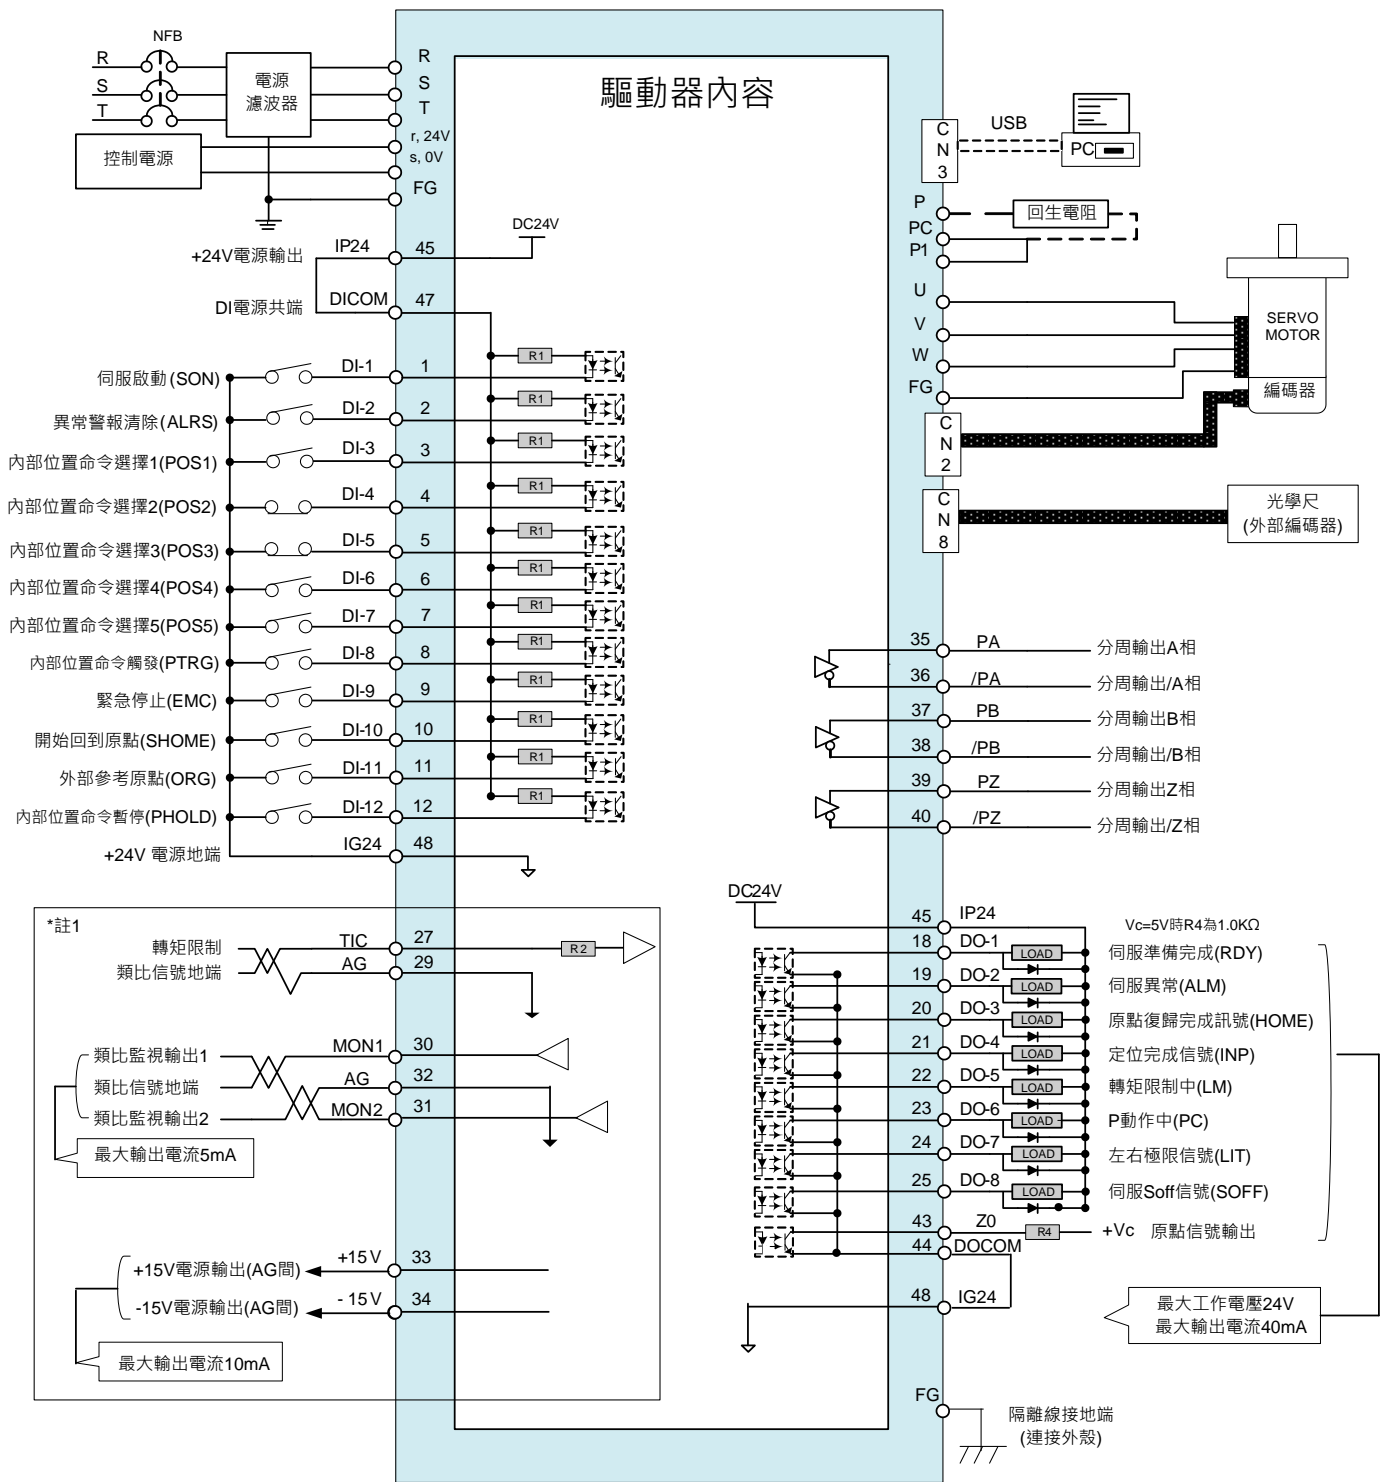 驅動器內容
NFB
R
S
T
電源
濾波器
控制電源
R
S
T
r, 24V
s, 0V
FG
DC24V
+24V電源輸出 IP24 45
DI電源共端 DICOM 47
伺服啟動(SON) DI-1 1 R1
異常警報清除(ALRS) DI-2 2 R1
內部位置命令選擇1(POS1) DI-3 3 R1
內部位置命令選擇2(POS2) DI-4 4 R1
內部位置命令選擇3(POS3) DI-5 5 R1
內部位置命令選擇4(POS4) DI-6 6 R1
內部位置命令選擇5(POS5) DI-7 7 R1
內部位置命令觸發(PTRG) DI-8 8 R1
緊急停止(EMC) DI-9 9 R1
開始回到原點(SHOME) DI-10 10 R1
外部參考原點(ORG) DI-11 11 R1
內部位置命令暫停(PHOLD) DI-12 12 R1
+24V 電源地端 IG24 48
*註1
轉矩限制 TIC 27 R2
類比信號地端 AG 29
類比監視輸出1 MON1 30
類比信號地端 AG 32
類比監視輸出2 MON2 31
最大輸出電流5mA
+15V電源輸出(AG間) +15V 33
-15V電源輸出(AG間) - 15V 34
最大輸出電流10mA
CN3
USB
PC
P
PC
P1
回生電阻
U
V
W
FG
SERVO
MOTOR
編碼器
CN2
CN8
光學尺
(外部編碼器)
35 PA 分周輸出A相
36 /PA 分周輸出/A相
37 PB 分周輸出B相
38 /PB 分周輸出/B相
39 PZ 分周輸出Z相
40 /PZ 分周輸出/Z相
DC24V
45 IP24
Vc=5V時R4為1.0KΩ
18 DO-1 LOAD 伺服準備完成(RDY)
19 DO-2 LOAD 伺服異常(ALM)
20 DO-3 LOAD 原點復歸完成訊號(HOME)
21 DO-4 LOAD 定位完成信號(INP)
22 DO-5 LOAD 轉矩限制中(LM)
23 DO-6 LOAD P動作中(PC)
24 DO-7 LOAD 左右極限信號(LIT)
25 DO-8 LOAD 伺服Soff信號(SOFF)
43 Z0 R4 +Vc 原點信號輸出
44 DOCOM
48 IG24
最大工作電壓24V
最大輸出電流40mA
FG
隔離線接地端
(連接外殼)